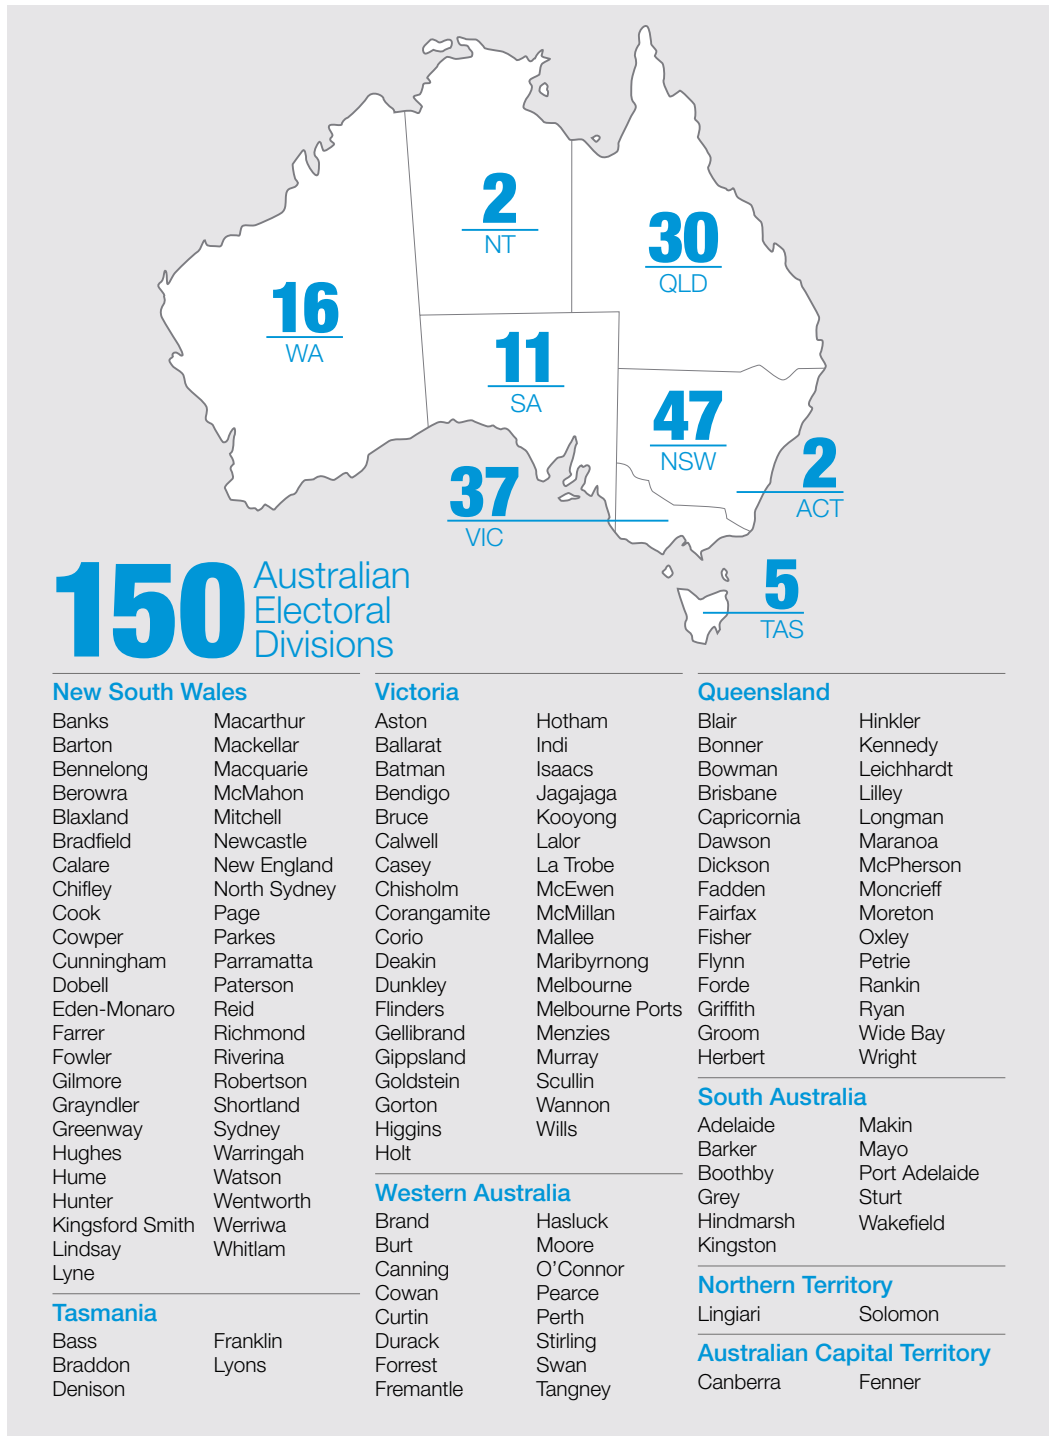 2
NT
30
QLD
16
WA
11
SA
47
NSW
2
ACT
37
VIC
5
TAS
150
Australian
Electoral
Divisions
New South Wales
Banks
Barton
Bennelong
Berowra
Blaxland
Bradfield
Calare
Chifley
Cook
Cowper
Cunningham
Dobell
Eden-Monaro
Farrer
Fowler
Gilmore
Grayndler
Greenway
Hughes
Hume
Hunter
Kingsford Smith
Lindsay
Lyne
Macarthur
Mackellar
Macquarie
McMahon
Mitchell
Newcastle
New England
North Sydney
Page
Parkes
Parramatta
Paterson
Reid
Richmond
Riverina
Robertson
Shortland
Sydney
Warringah
Watson
Wentworth
Werriwa
Whitlam
Tasmania
Bass
Braddon
Denison
Franklin
Lyons
Victoria
Aston
Ballarat
Batman
Bendigo
Bruce
Calwell
Casey
Chisholm
Corangamite
Corio
Deakin
Dunkley
Flinders
Gellibrand
Gippsland
Goldstein
Gorton
Higgins
Holt
Hotham
Indi
Isaacs
Jagajaga
Kooyong
Lalor
La Trobe
McEwen
McMillan
Mallee
Maribyrnong
Melbourne
Melbourne Ports
Menzies
Murray
Scullin
Wannon
Wills
Western Australia
Brand
Burt
Canning
Cowan
Curtin
Durack
Forrest
Fremantle
Hasluck
Moore
O’Connor
Pearce
Perth
Stirling
Swan
Tangney
Queensland
Blair
Bonner
Bowman
Brisbane
Capricornia
Dawson
Dickson
Fadden
Fairfax
Fisher
Flynn
Forde
Griffith
Groom
Herbert
Hinkler
Kennedy
Leichhardt
Lilley
Longman
Maranoa
McPherson
Moncrieff
Moreton
Oxley
Petrie
Rankin
Ryan
Wide Bay
Wright
South Australia
Adelaide
Barker
Boothby
Grey
Hindmarsh
Kingston
Makin
Mayo
Port Adelaide
Sturt
Wakefield
Northern Territory
Lingiari
Solomon
Australian Capital Territory
Canberra
Fenner